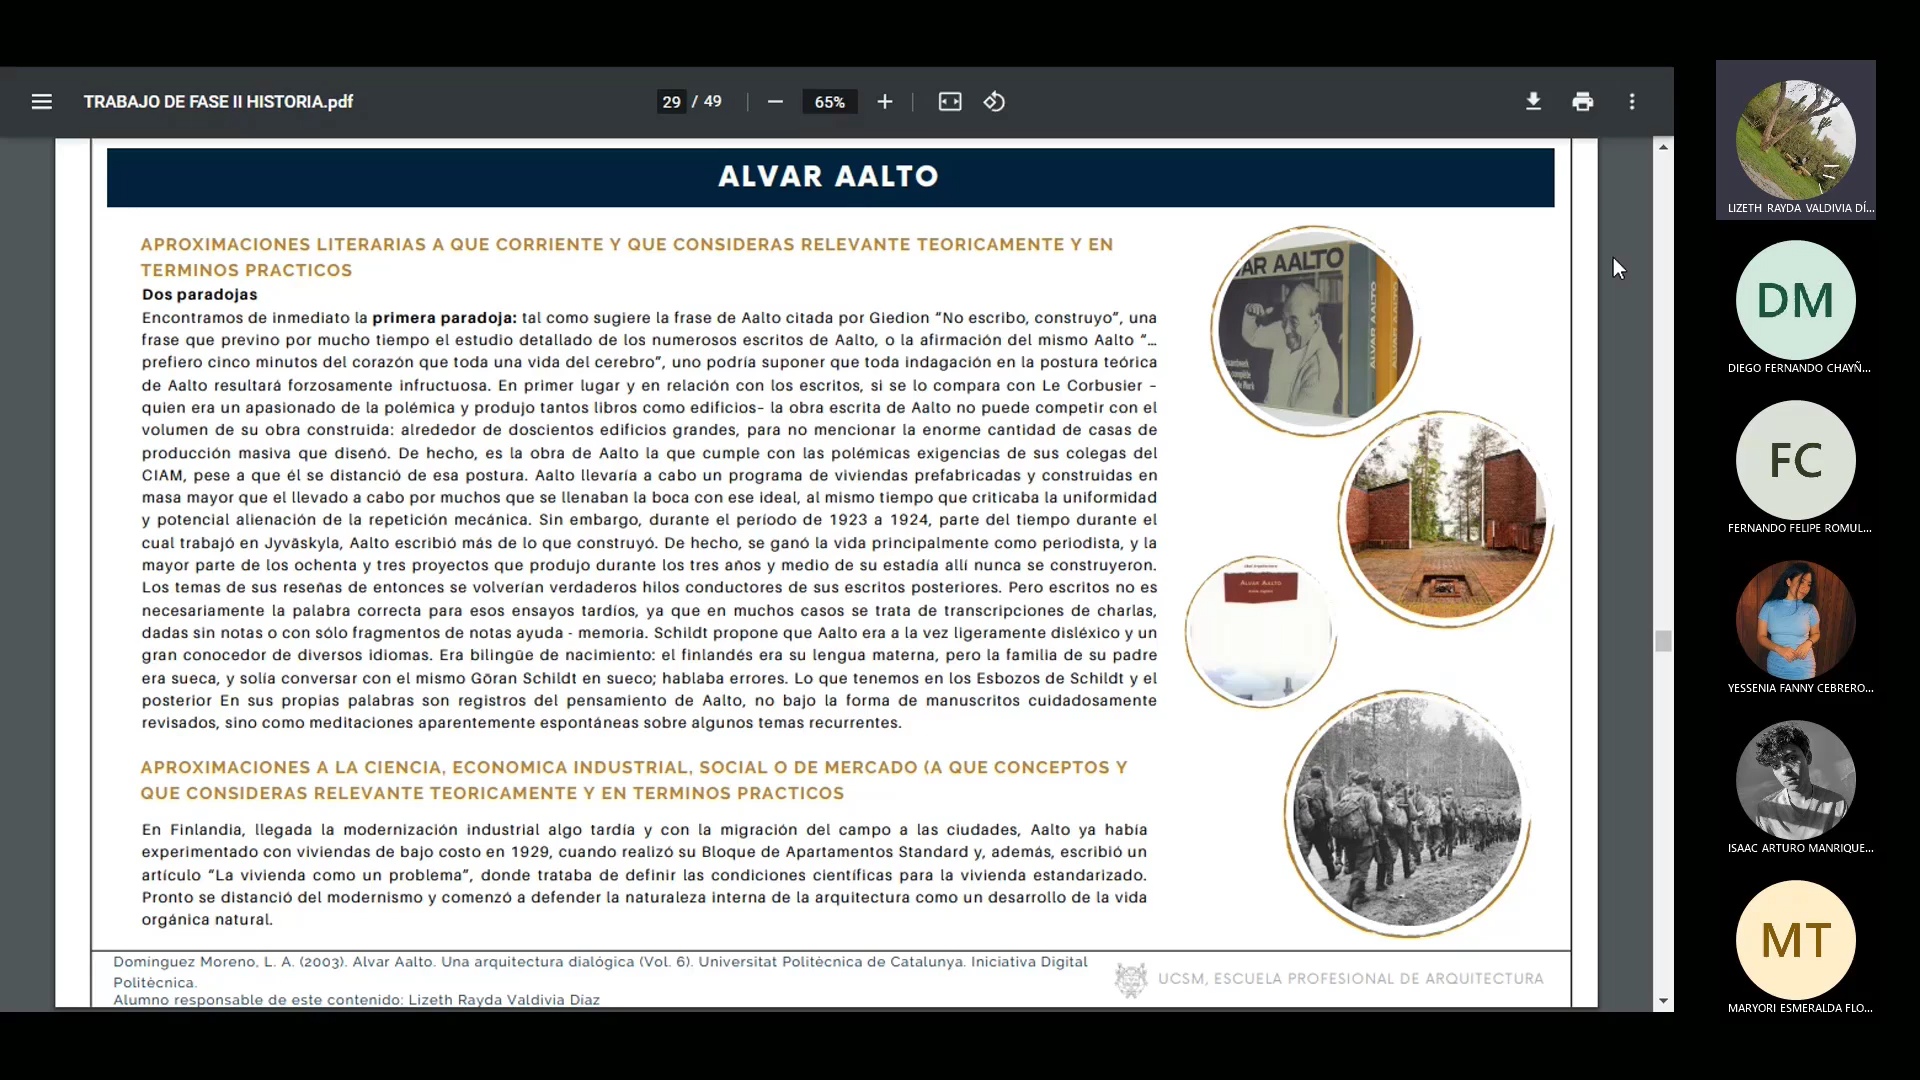 TRABAJO DE FASE II HISTORIA.pdf
29 / 49
65%
ALVAR AALTO
APROXIMACIONES LITERARIAS A QUE CORRIENTE Y QUE CONSIDERAS RELEVANTE TEORICAMENTE Y EN
TERMINOS PRACTICOS
Dos paradojas
Encontramos de inmediato la primera paradoja: tal como sugiere la frase de Aalto citada por Giedion “No escribo, construyo”, una
frase que previno por mucho tiempo el estudio detallado de los numerosos escritos de Aalto, o la afirmación del mismo Aalto “...
prefiero cinco minutos del corazón que toda una vida del cerebro”, uno podría suponer que toda indagación en la postura teórica
de Aalto resultará forzosamente infructuosa. En primer lugar y en relación con los escritos, si se lo compara con Le Corbusier –
quien era un apasionado de la polémica y produjo tantos libros como edificios– la obra escrita de Aalto no puede competir con el
volumen de su obra construida: alrededor de doscientos edificios grandes, para no mencionar la enorme cantidad de casas de
producción masiva que diseñó. De hecho, es la obra de Aalto la que cumple con las polémicas exigencias de sus colegas del
CIAM, pese a que él se distanció de esa postura. Aalto llevaría a cabo un programa de viviendas prefabricadas y construidas en
masa mayor que el llevado a cabo por muchos que se llenaban la boca con ese ideal, al mismo tiempo que criticaba la uniformidad
y potencial alienación de la repetición mecánica. Sin embargo, durante el período de 1923 a 1924, parte del tiempo durante el
cual trabajó en Jyväskyla, Aalto escribió más de lo que construyó. De hecho, se ganó la vida principalmente como periodista, y la
mayor parte de los ochenta y tres proyectos que produjo durante los tres años y medio de su estadía allí nunca se construyeron.
Los temas de sus reseñas de entonces se volverían verdaderos hilos conductores de sus escritos posteriores. Pero escritos no es
necesariamente la palabra correcta para esos ensayos tardíos, ya que en muchos casos se trata de transcripciones de charlas,
dadas sin notas o con sólo fragmentos de notas ayuda - memoria. Schildt propone que Aalto era a la vez ligeramente disléxico y un
gran conocedor de diversos idiomas. Era bilingüe de nacimiento: el finlandés era su lengua materna, pero la familia de su padre
era sueca, y solía conversar con el mismo Göran Schildt en sueco; hablaba errores. Lo que tenemos en los Esbozos de Schildt y el
posterior En sus propias palabras son registros del pensamiento de Aalto, no bajo la forma de manuscritos cuidadosamente
revisados, sino como meditaciones aparentemente espontáneas sobre algunos temas recurrentes.
APROXIMACIONES A LA CIENCIA, ECONOMICA INDUSTRIAL, SOCIAL O DE MERCADO (A QUE CONCEPTOS Y
QUE CONSIDERAS RELEVANTE TEORICAMENTE Y EN TERMINOS PRACTICOS
En Finlandia, llegada la modernización industrial algo tardía y con la migración del campo a las ciudades, Aalto ya había
experimentado con viviendas de bajo costo en 1929, cuando realizó su Bloque de Apartamentos Standard y, además, escribió un
artículo “La vivienda como un problema”, donde trataba de definir las condiciones científicas para la vivienda estandarizado.
Pronto se distanció del modernismo y comenzó a defender la naturaleza interna de la arquitectura como un desarrollo de la vida
orgánica natural.
Domínguez Moreno, L. A. (2003). Alvar Aalto. Una arquitectura dialógica (Vol. 6). Universitat Politècnica de Catalunya. Iniciativa Digital
Politècnica.
Alumno responsable de este contenido: Lizeth Rayda Valdivia Diaz
UCSM, ESCUELA PROFESIONAL DE ARQUITECTURA
AR AALTO
ALVAR AALTO
ALVAR AALTO
ALVAR AALTO
LIZETH RAYDA VALDIVIA DÍ...
DM
DIEGO FERNANDO CHAYÑ...
FC
FERNANDO FELIPE ROMUL...
YESSENIA FANNY CEBRERO...
ISAAC ARTURO MANRIQUE...
MT
MARYORI ESMERALDA FLO...